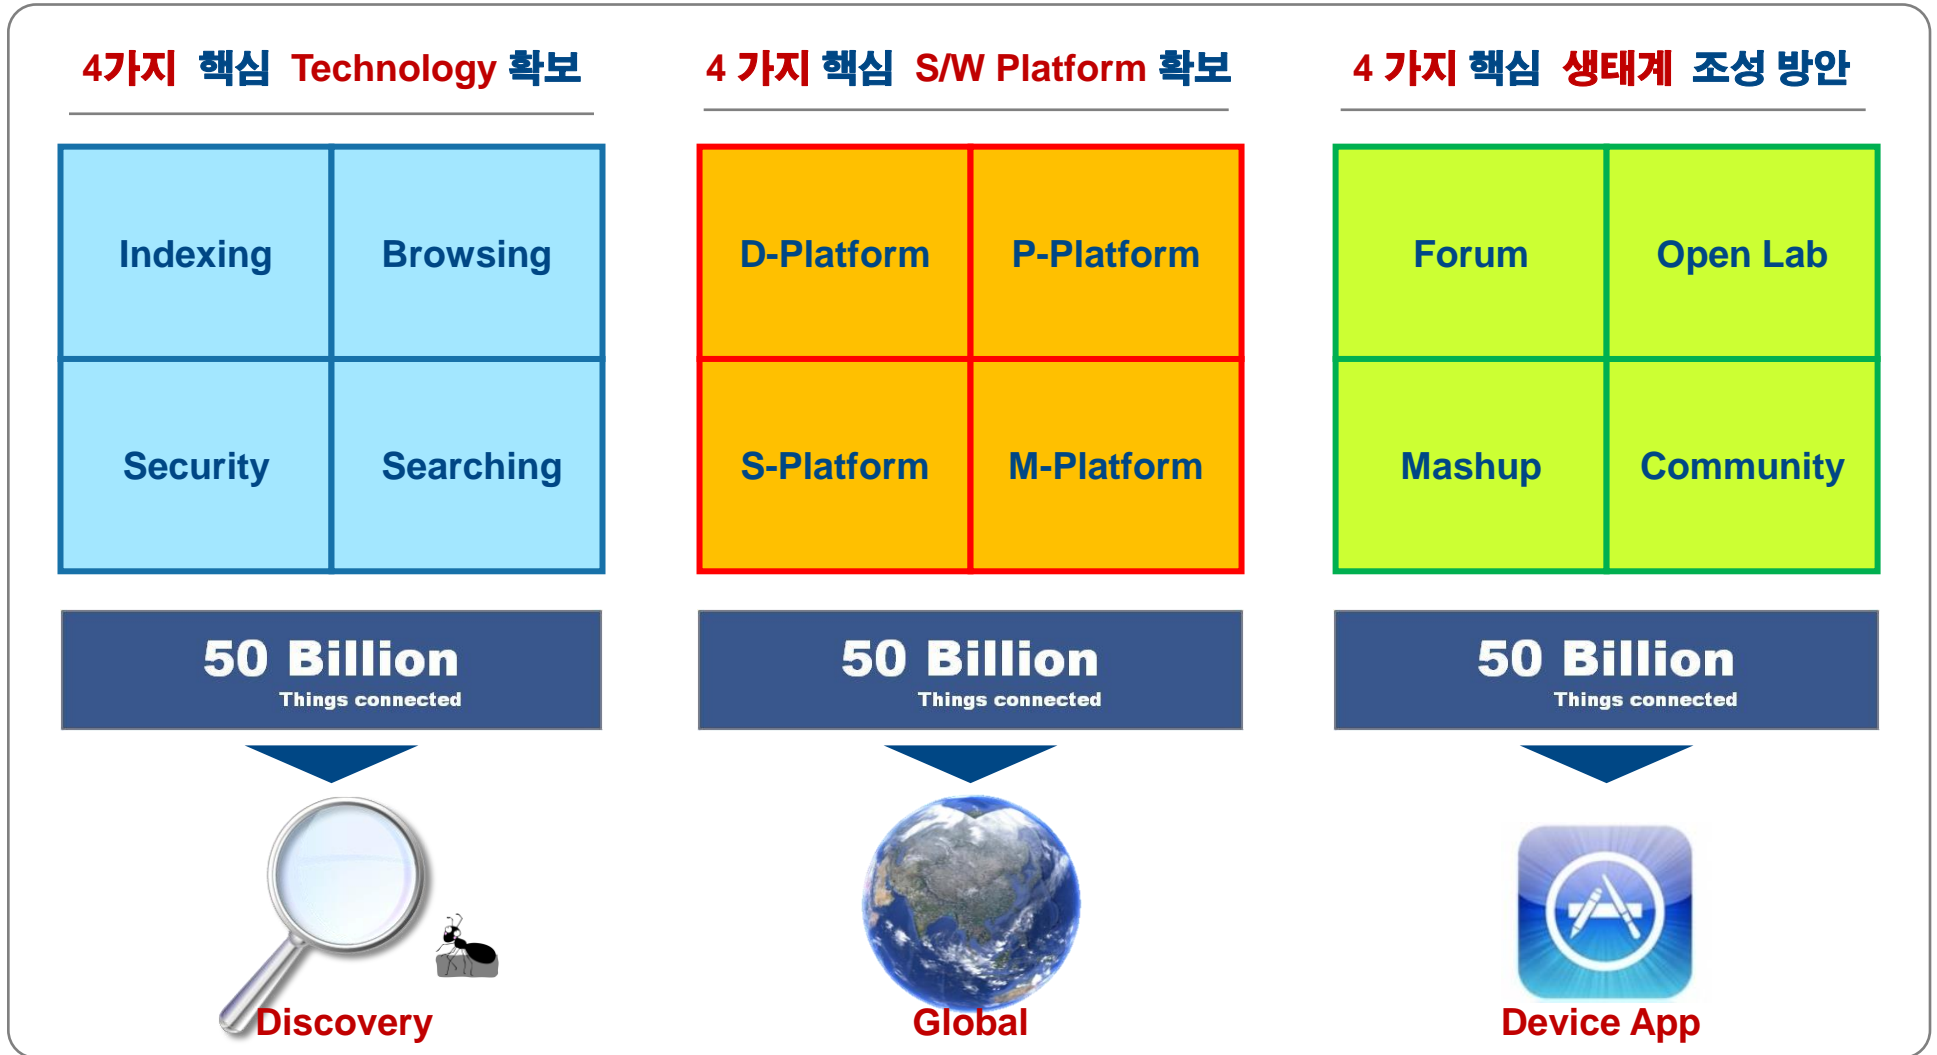 4가지 핵심 Technology 확보
Indexing
Browsing
Security
Searching
50 Billion
Things connected
Discovery
4 가지 핵심 S/W Platform 확보
D-Platform
P-Platform
S-Platform
M-Platform
50 Billion
Things connected
Global
4 가지 핵심 생태계 조성 방안
Forum
Open Lab
Mashup
Community
50 Billion
Things connected
Device App